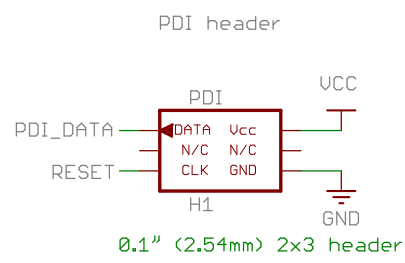 PDI header
VCC
PDI
PDI_DATA DATA Vcc
N/C N/C
RESET CLK GND
H1
GND
0.1" (2.54mm) 2x3 header